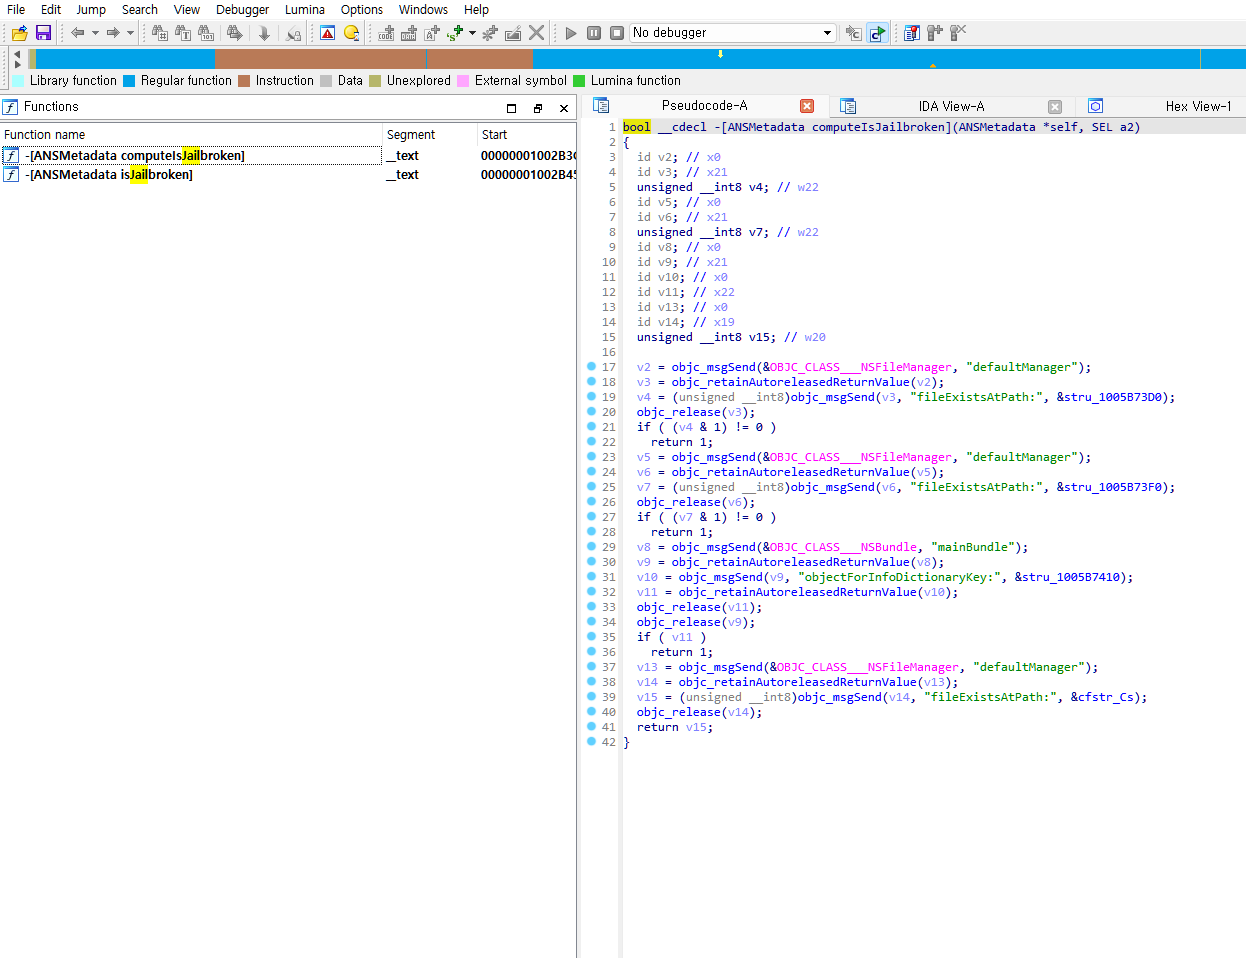 File Edit Jump Search View Debugger Lumina Options Windows Help
No debugger
Library function Regular function Instruction Data Unexplored External symbol Lumina function
Functions
Function name Segment Start
-[ANSMetadata computeIsJailbroken] __text 00000001002B3C
-[ANSMetadata isJailbroken] __text 00000001002B45
Pseudocode-A IDA View-A Hex View-1
1 bool __cdecl -[ANSMetadata computeIsJailbroken](ANSMetadata *self, SEL a2)
2 {
3 id v2; // x0
4 id v3; // x21
5 unsigned __int8 v4; // w22
6 id v5; // x0
7 id v6; // x21
8 unsigned __int8 v7; // w22
9 id v8; // x0
10 id v9; // x21
11 id v10; // x0
12 id v11; // x22
13 id v13; // x0
14 id v14; // x19
15 unsigned __int8 v15; // w20
16
17 v2 = objc_msgSend(&OBJC_CLASS___NSFileManager, "defaultManager");
18 v3 = objc_retainAutoreleasedReturnValue(v2);
19 v4 = (unsigned __int8)objc_msgSend(v3, "fileExistsAtPath:", &stru_1005B73D0);
20 objc_release(v3);
21 if ( (v4 & 1) != 0 )
22 return 1;
23 v5 = objc_msgSend(&OBJC_CLASS___NSFileManager, "defaultManager");
24 v6 = objc_retainAutoreleasedReturnValue(v5);
25 v7 = (unsigned __int8)objc_msgSend(v6, "fileExistsAtPath:", &stru_1005B73F0);
26 objc_release(v6);
27 if ( (v7 & 1) != 0 )
28 return 1;
29 v8 = objc_msgSend(&OBJC_CLASS___NSBundle, "mainBundle");
30 v9 = objc_retainAutoreleasedReturnValue(v8);
31 v10 = objc_msgSend(v9, "objectForInfoDictionaryKey:", &stru_1005B7410);
32 v11 = objc_retainAutoreleasedReturnValue(v10);
33 objc_release(v11);
34 objc_release(v9);
35 if ( v11 )
36 return 1;
37 v13 = objc_msgSend(&OBJC_CLASS___NSFileManager, "defaultManager");
38 v14 = objc_retainAutoreleasedReturnValue(v13);
39 v15 = (unsigned __int8)objc_msgSend(v14, "fileExistsAtPath:", &cfstr_Cs);
40 objc_release(v14);
41 return v15;
42 }